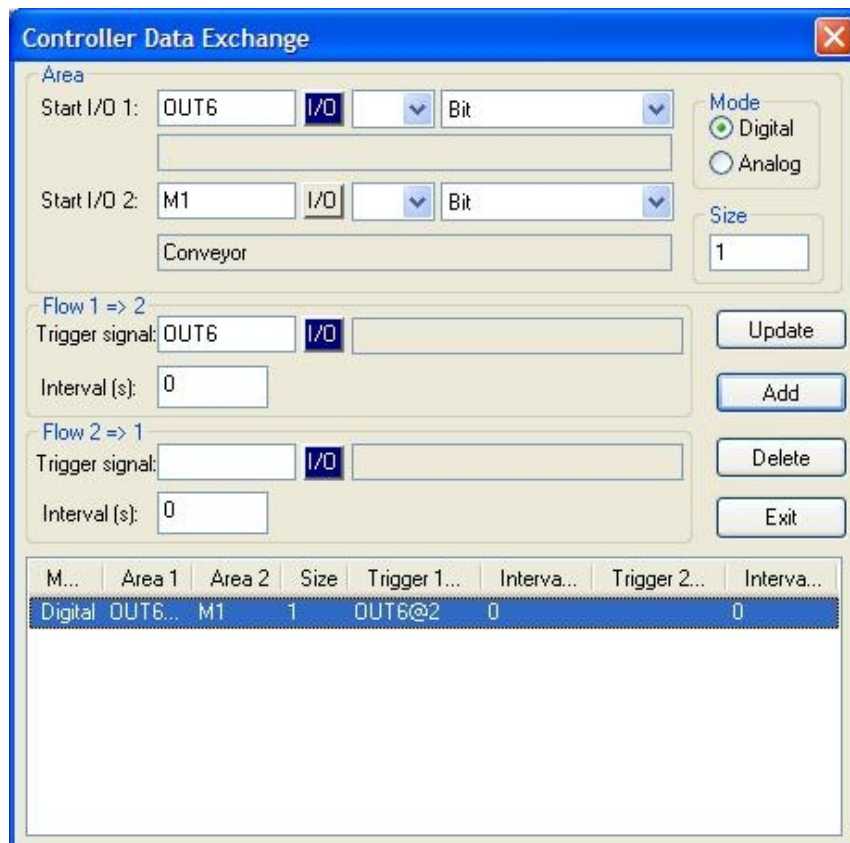 Controller Data Exchange
Area
Start I/O 1: OUT6 I/O Bit
Mode
Digital
Analog
Start I/O 2: M1 I/O Bit
Size
Conveyor 1
Flow 1 => 2
Trigger signal: OUT6 I/O Update
Interval (s): 0 Add
Flow 2 => 1
Trigger signal: I/O Delete
Interval (s): 0 Exit
M... Area 1 Area 2 Size Trigger 1... Interva... Trigger 2... Interva...
Digital OUT6... M1 1 OUT6@2 0 0